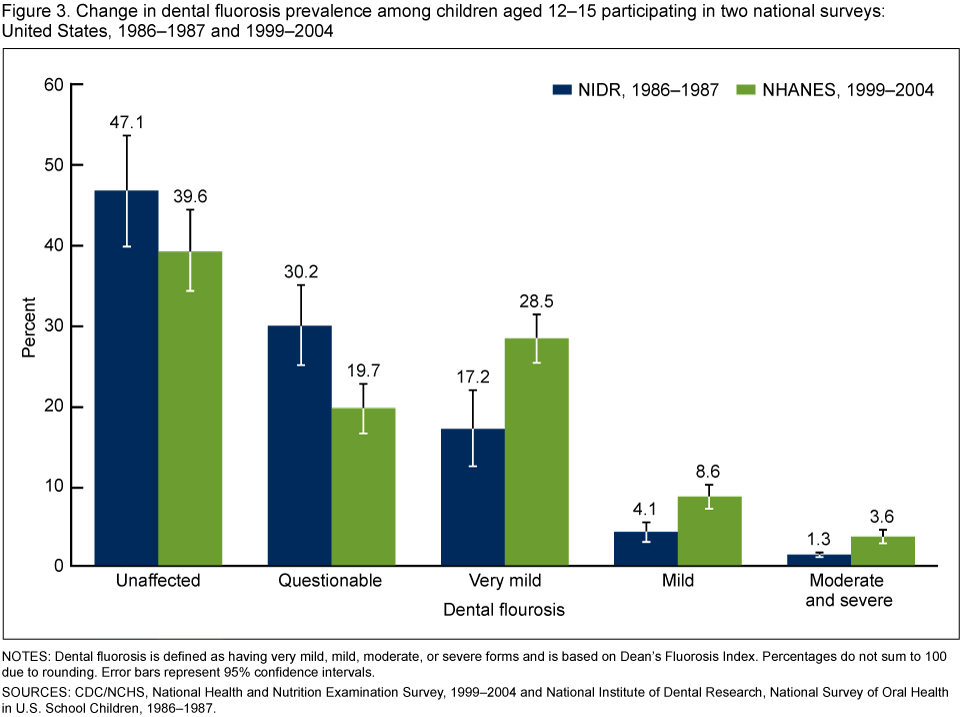 Figure 3. Change in dental fluorosis prevalence among children aged 12–15 participating in two national surveys:
United States, 1986–1987 and 1999–2004
NIDR, 1986–1987
NHANES, 1999–2004
Percent
60
50
40
30
20
10
0
47.1
39.6
30.2
19.7
17.2
28.5
4.1
8.6
1.3
3.6
Unaffected
Questionable
Very mild
Mild
Moderate
and severe
Dental flourosis
NOTES: Dental fluorosis is defined as having very mild, mild, moderate, or severe forms and is based on Dean's Fluorosis Index. Percentages do not sum to 100
due to rounding. Error bars represent 95% confidence intervals.
SOURCES: CDC/NCHS, National Health and Nutrition Examination Survey, 1999–2004 and National Institute of Dental Research, National Survey of Oral Health
in U.S. School Children, 1986–1987.